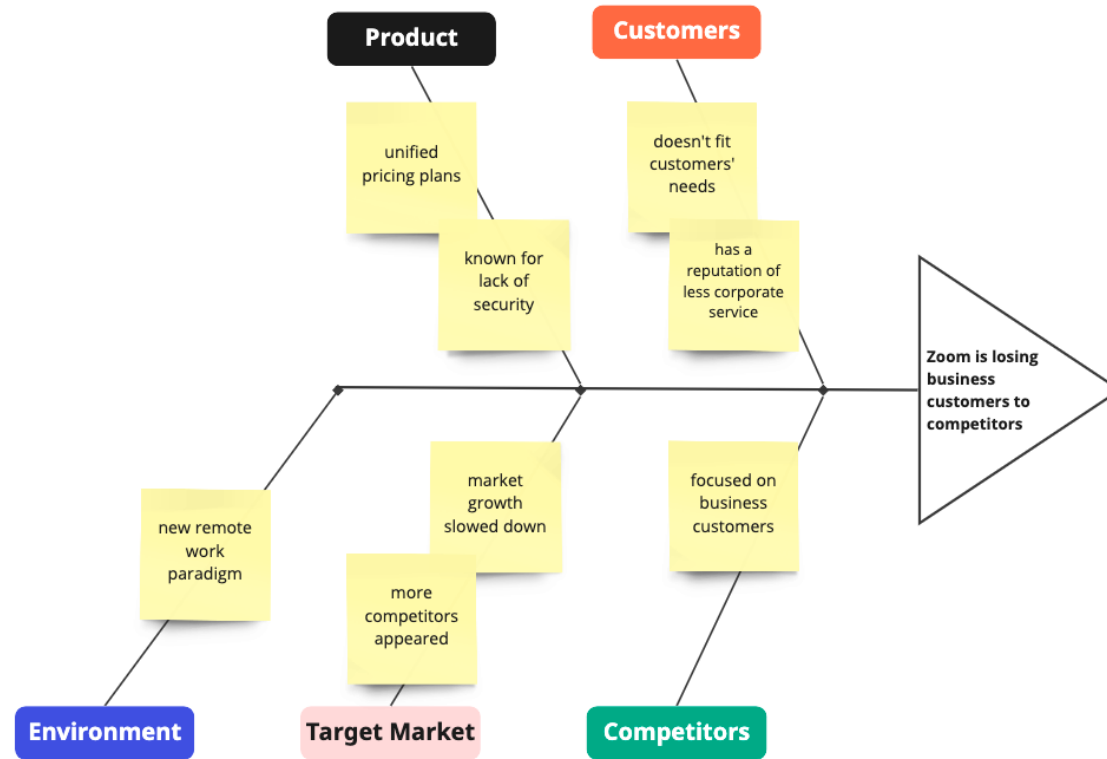 Product
Customers
unified
pricing plans
doesn't fit
customers'
needs
known for
lack of
security
has a
reputation of
less corporate
service
Zoom is losing
business
customers to
competitors
new remote
work
paradigm
market
growth
slowed down
more
competitors
appeared
focused on
business
customers
Environment
Target Market
Competitors